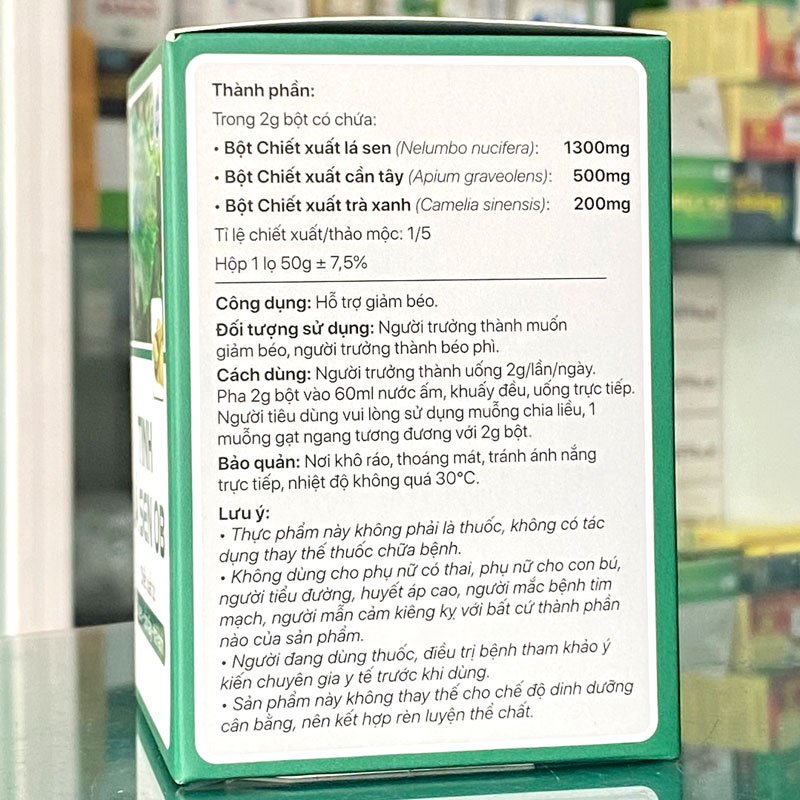 Thành phần:
Trong 2g bột có chứa:
• Bột Chiết xuất lá sen (Nelumbo nucifera): 1300mg
• Bột Chiết xuất cần tây (Apium graveolens): 500mg
• Bột Chiết xuất trà xanh (Camelia sinensis): 200mg
Tỉ lệ chiết xuất/thảo mộc: 1/5
Hộp 1 lọ 50g ± 7,5%
Công dụng: Hỗ trợ giảm béo.
Đối tượng sử dụng: Người trưởng thành muốn
giảm béo, người trưởng thành béo phì.
Cách dùng: Người trưởng thành uống 2g/lần/ngày.
Pha 2g bột vào 60ml nước ấm, khuấy đều, uống trực tiếp.
Người tiêu dùng vui lòng sử dụng muỗng chia liều, 1
muỗng gạt ngang tương đương với 2g bột.
Bảo quản: Nơi khô ráo, thoáng mát, tránh ánh nắng
trực tiếp, nhiệt độ không quá 30°C.
Lưu ý:
• Thực phẩm này không phải là thuốc, không có tác
dụng thay thế thuốc chữa bệnh.
• Không dùng cho phụ nữ có thai, phụ nữ cho con bú,
người tiểu đường, huyết áp cao, người mắc bệnh tim
mạch, người mẫn cảm kiêng kỵ với bất cứ thành phần
nào của sản phẩm.
• Người đang dùng thuốc, điều trị bệnh tham khảo ý
kiến chuyên gia y tế trước khi dùng.
• Sản phẩm này không thay thế cho chế độ dinh dưỡng
cân bằng, nên kết hợp rèn luyện thể chất.
TINH
SEN OB